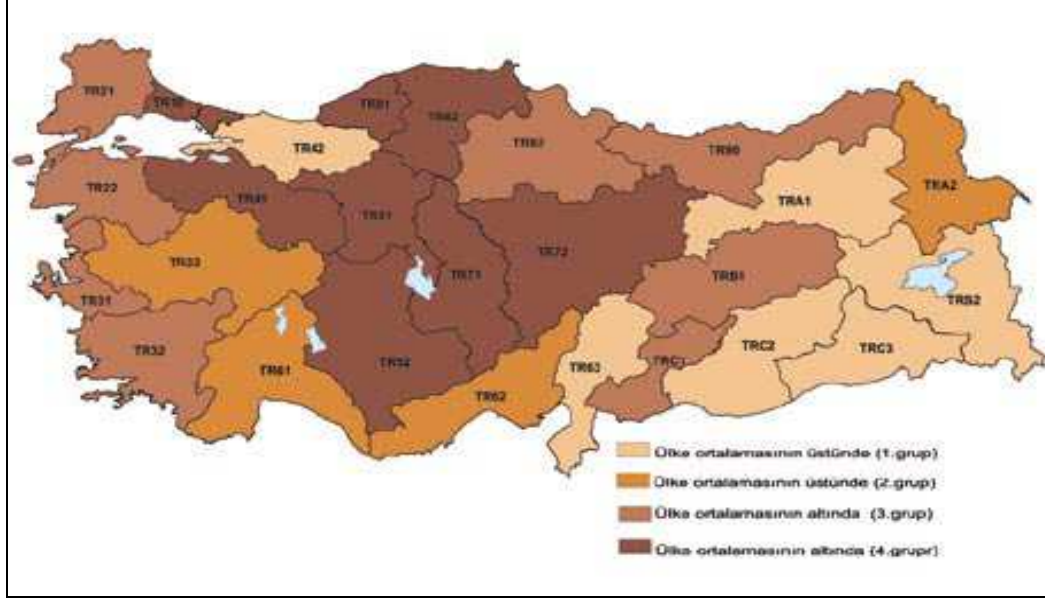 TR21
TR10
TR81
TR82
TR83
TR90
TR42
TRA1
TRA2
TR22
TR41
TR51
TR72
TR33
TR71
TRB1
TRB2
TR31
TR32
TR61
TR52
TR62
TR63
TRC1
TRC2
TRC3
Ülke ortalamasının üstünde (1.grup)
Ülke ortalamasının üstünde (2.grup)
Ülke ortalamasının altında (3.grup)
Ülke ortalamasının altında (4.grupr)